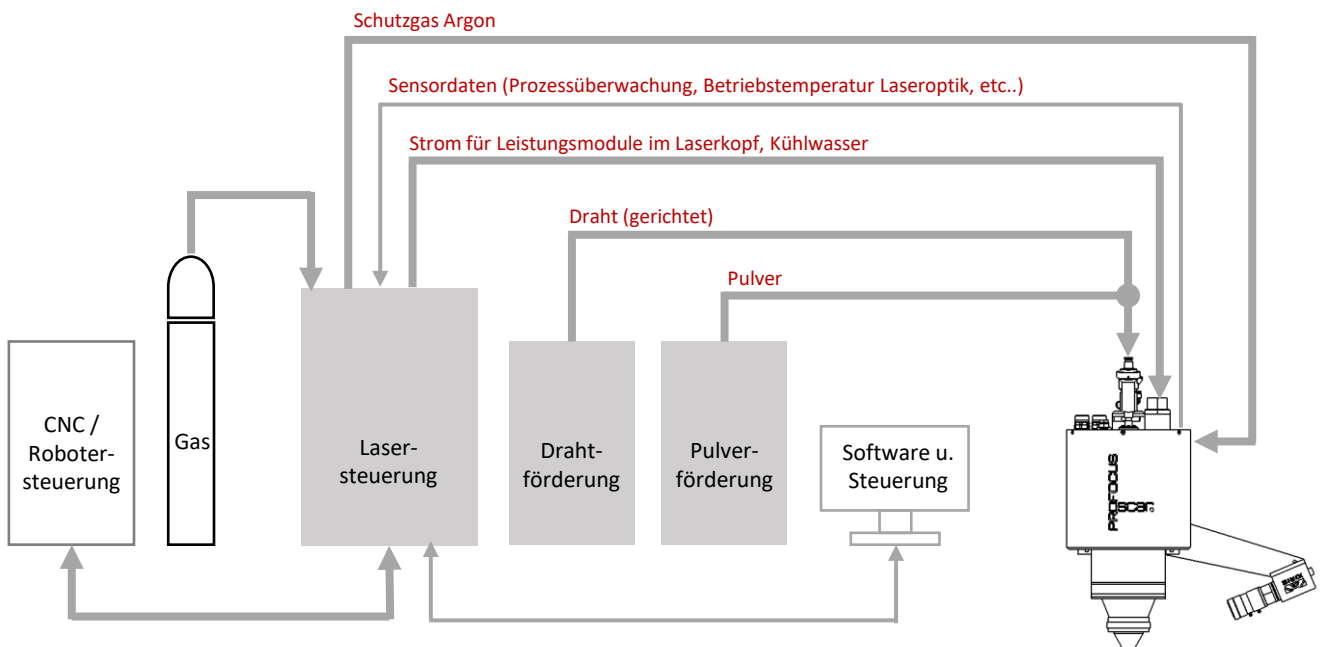 Schutzgas Argon
Sensordaten (Prozessüberwachung, Betriebstemperatur Laseroptik, etc..)
Strom für Leistungsmodule im Laserkopf, Kühlwasser
Draht (gerichtet)
Pulver
CNC /
Roboter-
steuerung
Gas
Laser-
steuerung
Draht-
förderung
Pulver-
förderung
Software u.
Steuerung
PROFOCUS
scan